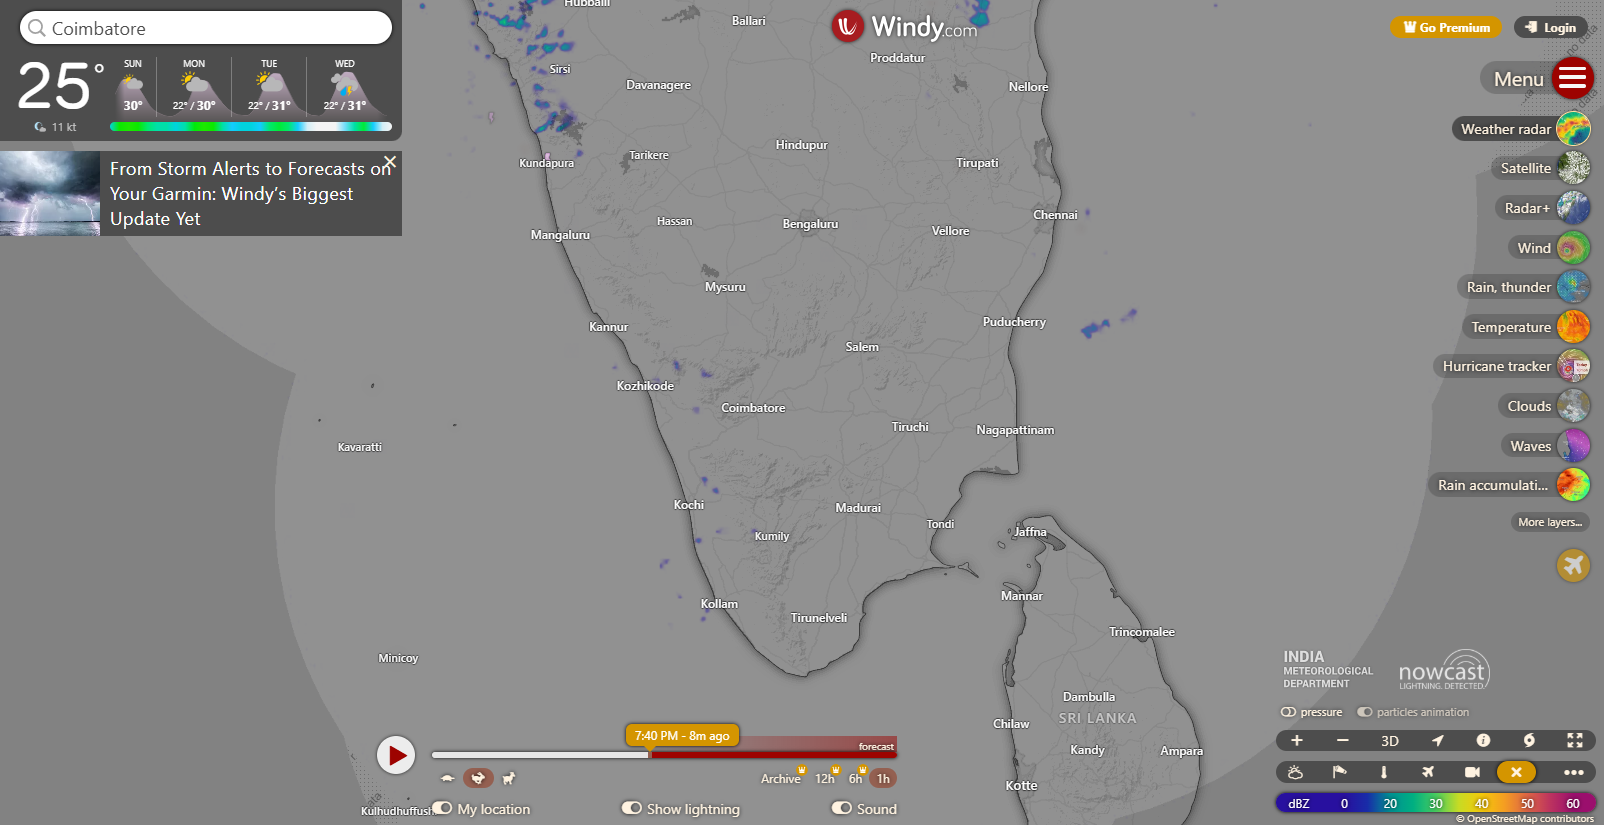 Coimbatore
25°
11 kt
SUN MON TUE WED
30° 22°/30° 22°/31° 22°/31°
From Storm Alerts to Forecasts on
Your Garmin: Windy's Biggest
Update Yet
Windy.com
Go Premium
Login
Menu
no data
Weather radar
Satellite
Radar+
Wind
Rain, thunder
Temperature
Hurricane tracker
Clouds
Waves
Rain accumulati...
More layers...
Hubballi
Ballari
Proddatur
Sirsi
Davanagere
Nellore
Kundapura
Tarikere
Hindupur
Tirupati
Mangaluru
Hassan
Bengaluru
Vellore
Chennai
Mysuru
Kannur
Puducherry
Salem
Kozhikode
Coimbatore
Tiruchi
Nagapattinam
Kavaratti
Kochi
Madurai
Tondi
Kumily
Jaffna
Kollam
Tirunelveli
Mannar
Trincomalee
Minicoy
Dambulla
SRI LANKA
Chilaw
Kandy
Ampara
Kotte
Kulhudhuffush
INDIA
METEOROLOGICAL
DEPARTMENT
nowcast
LIGHTNING. DETECTED.
pressure
particles animation
7:40 PM - 8m ago
forecast
Archive 12h 6h 1h
My location
Show lightning
Sound
+ − 3D
dBZ 0 20 30 40 50 60
© OpenStreetMap contributors